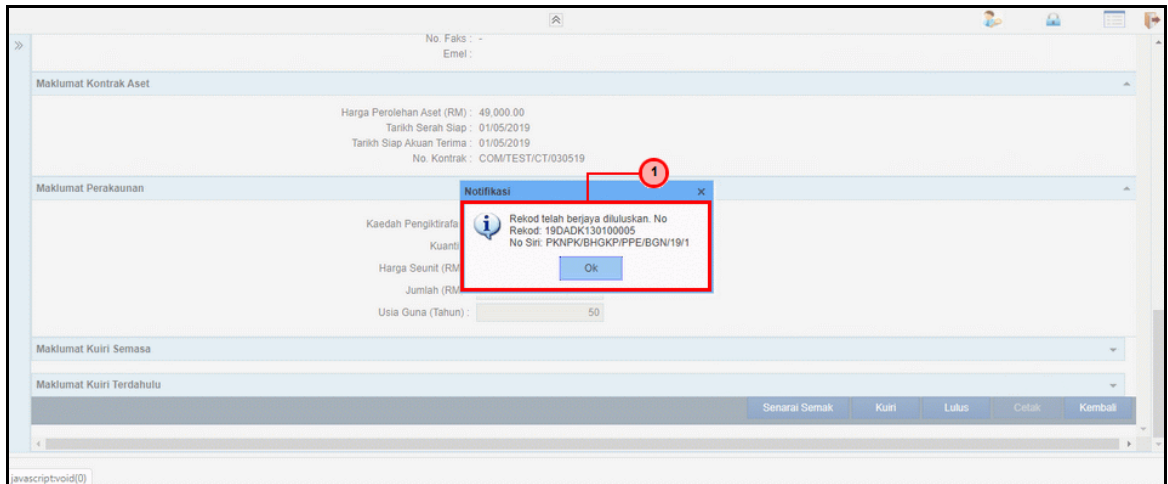 No. Faks : -
Emel :
Maklumat Kontrak Aset
Harga Perolehan Aset (RM) : 49,000.00
Tarikh Serah Siap : 01/05/2019
Tarikh Siap Akuan Terima : 01/05/2019
No. Kontrak : COM/TEST/CT/030519
1
Maklumat Perakaunan
Notifikasi x
Kaedah Pengiktirafa
Rekod telah berjaya diluluskan. No
Rekod: 19DADK130100005
No Siri: PKNPK/BHGKP/PPE/BGN/19/1
Kuanti
Harga Seunit (RM
Ok
Jumlah (RM
Usia Guna (Tahun) : 50
Maklumat Kuiri Semasa
Maklumat Kuiri Terdahulu
Senarai Semak Kuiri Lulus Cetak Kembali
javascript:void(0)